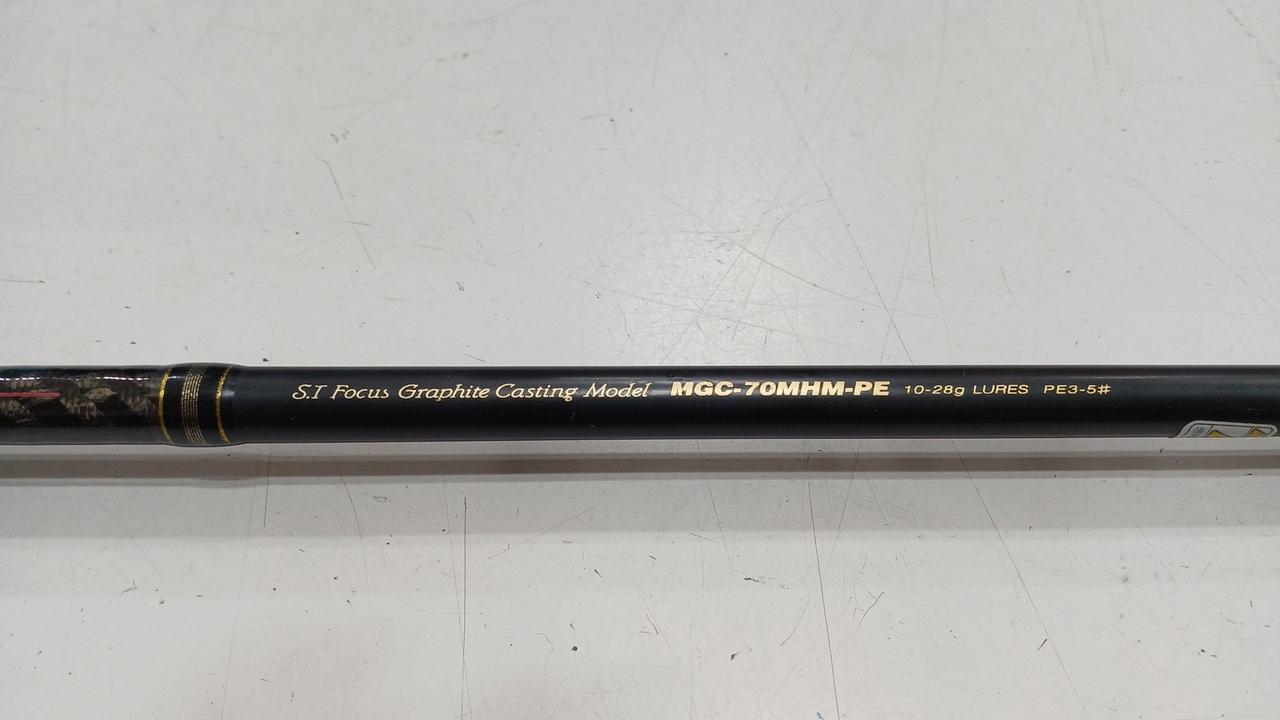 S.I Focus Graphite Casting Model MGC-70MHM-PE 10-28g LURES PE3-5#